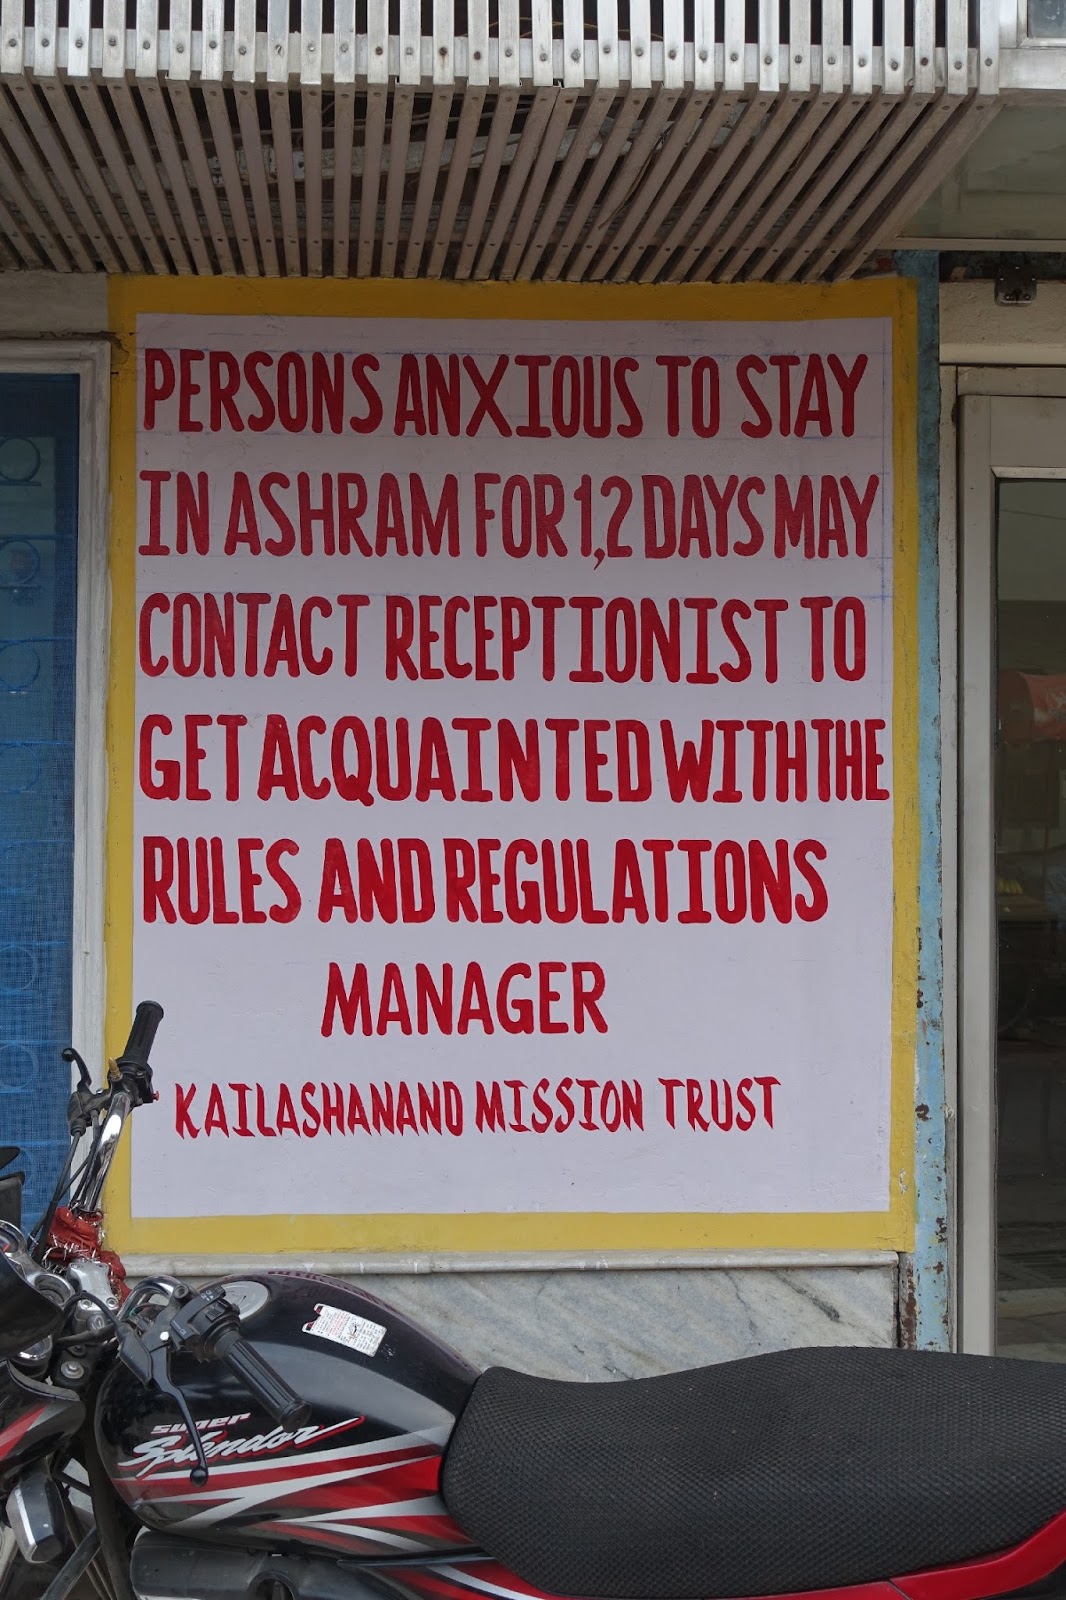 PERSONS ANXIOUS TO STAY
IN ASHRAM FOR 1,2 DAYS MAY
CONTACT RECEPTIONIST TO
GET ACQUAINTED WITH THE
RULES AND REGULATIONS
MANAGER
KAILASHANAND MISSION TRUST
super
Splendor